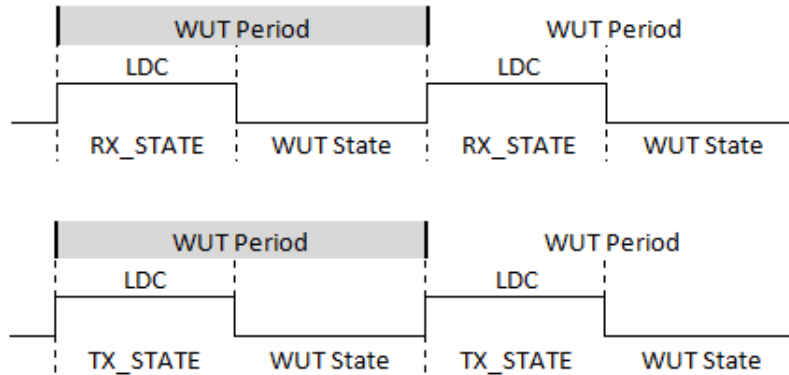 WUT Period WUT Period
LDC LDC
RX_STATE WUT State RX_STATE WUT State
WUT Period WUT Period
LDC LDC
TX_STATE WUT State TX_STATE WUT State